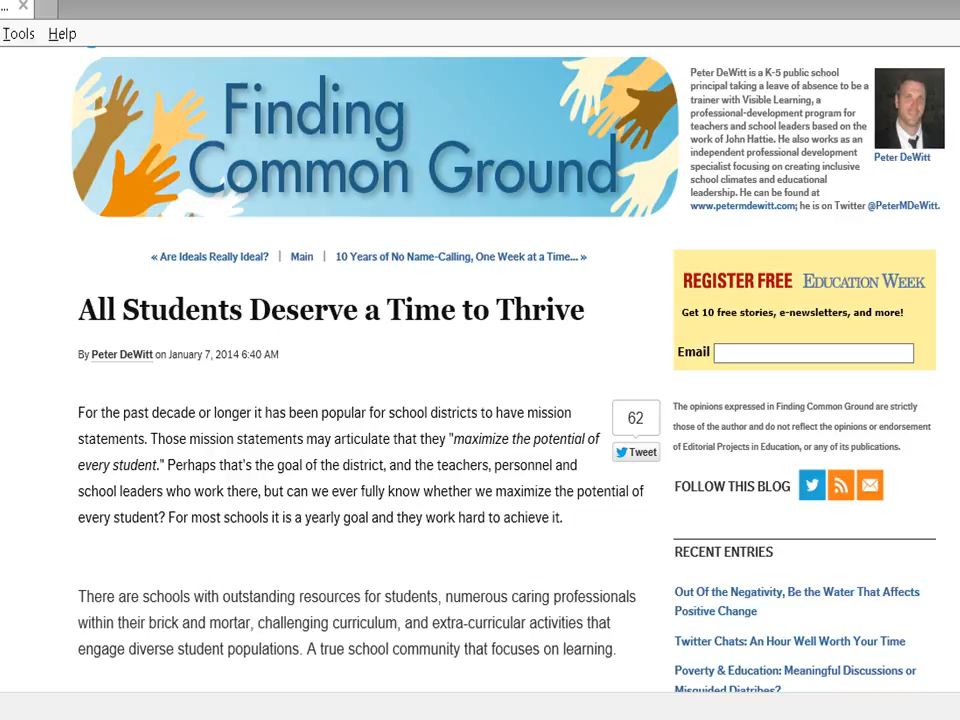 ...
Tools Help
Finding
Common Ground
Peter DeWitt is a K-5 public school
principal taking a leave of absence to be a
trainer with Visible Learning, a
professional-development program for
teachers and school leaders based on the
work of John Hattie. He also works as an
independent professional development
specialist focusing on creating inclusive
school climates and educational
leadership. He can be found at
www.petermdewitt.com; he is on Twitter @PeterMDeWitt.
Peter DeWitt
« Are Ideals Really Ideal? | Main | 10 Years of No Name-Calling, One Week at a Time... »
All Students Deserve a Time to Thrive
By Peter DeWitt on January 7, 2014 6:40 AM
For the past decade or longer it has been popular for school districts to have mission
statements. Those mission statements may articulate that they "maximize the potential of
every student." Perhaps that's the goal of the district, and the teachers, personnel and
school leaders who work there, but can we ever fully know whether we maximize the potential of
every student? For most schools it is a yearly goal and they work hard to achieve it.
62
Tweet
There are schools with outstanding resources for students, numerous caring professionals
within their brick and mortar, challenging curriculum, and extra-curricular activities that
engage diverse student populations. A true school community that focuses on learning.
REGISTER FREE EDUCATION WEEK
Get 10 free stories, e-newsletters, and more!
Email
The opinions expressed in Finding Common Ground are strictly
those of the author and do not reflect the opinions or endorsement
of Editorial Projects in Education, or any of its publications.
FOLLOW THIS BLOG
RECENT ENTRIES
Out Of the Negativity, Be the Water That Affects
Positive Change
Twitter Chats: An Hour Well Worth Your Time
Poverty & Education: Meaningful Discussions or
Misguided Diatribes?